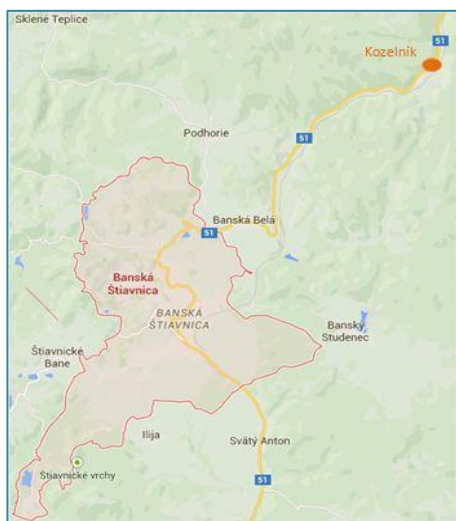 Sklené Teplice
51
Kozelník
51
Podhorie
Banská Belá
51
Banská
Štiavnica
BANSKÁ
ŠTIAVNICA
Bansky
Studenec
Štiavnické
Bane
Ilija
Svätý Anton
Štiavnické vrchy
51